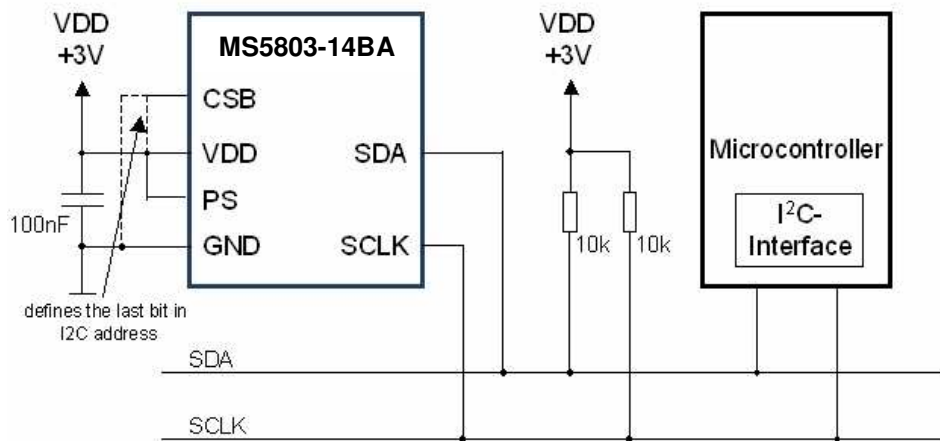 VDD
+3V
MS5803-14BA
CSB
VDD
PS
GND
SDA
SCLK
100nF
defines the last bit in
I2C address
VDD
+3V
10k
10k
Microcontroller
I²C-
Interface
SDA
SCLK